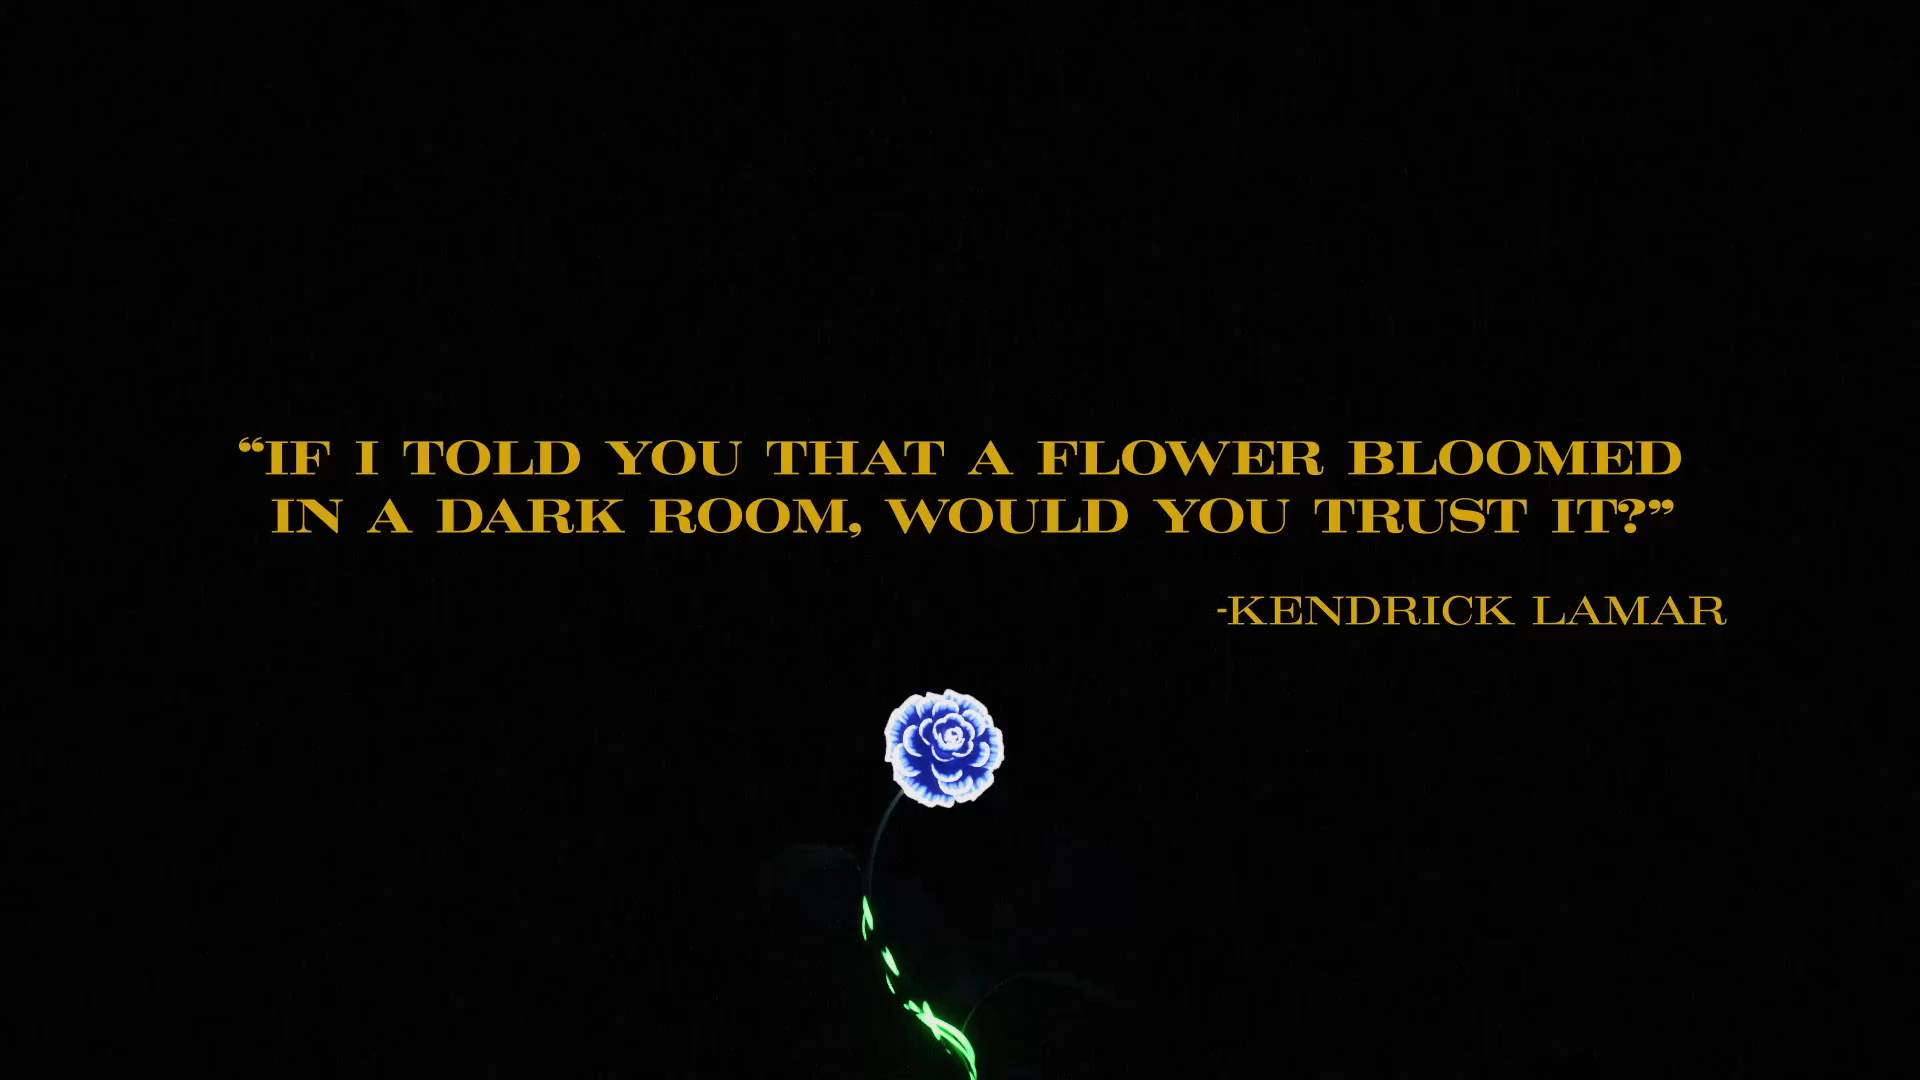 “IF I TOLD YOU THAT A FLOWER BLOOMED
IN A DARK ROOM, WOULD YOU TRUST IT?”
-KENDRICK LAMAR